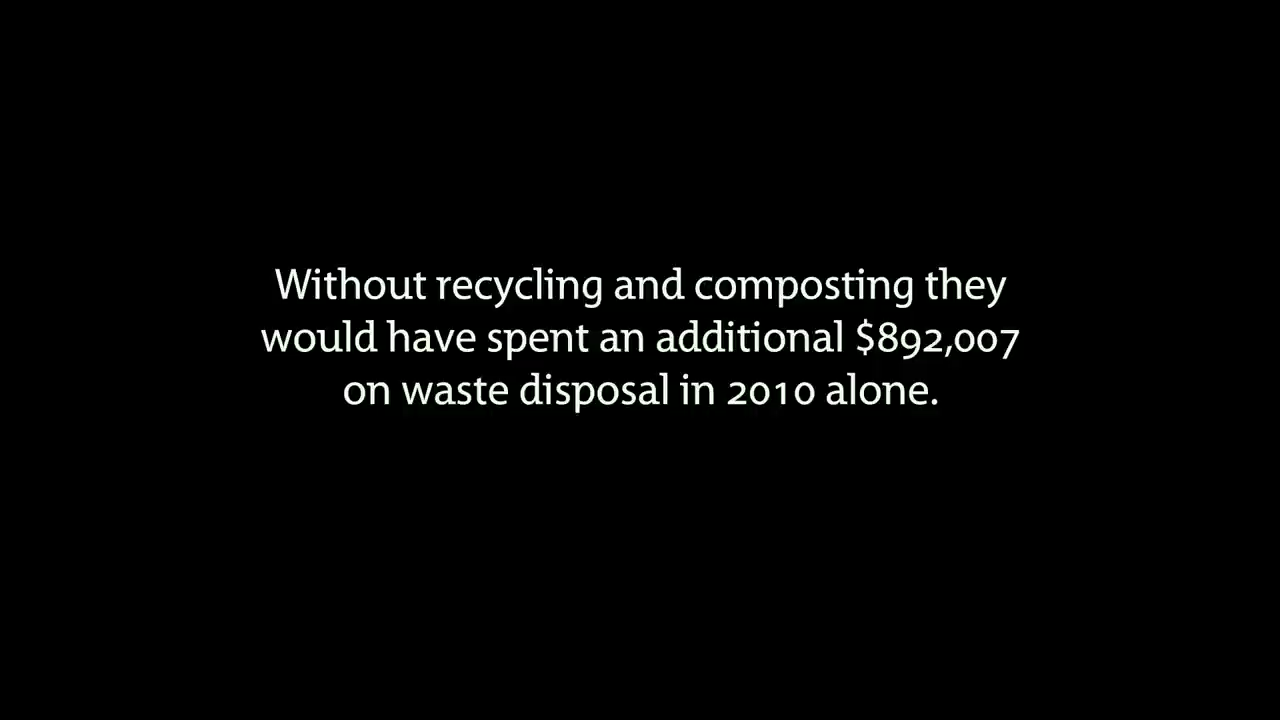 Without recycling and composting they
would have spent an additional $892,007
on waste disposal in 2010 alone.